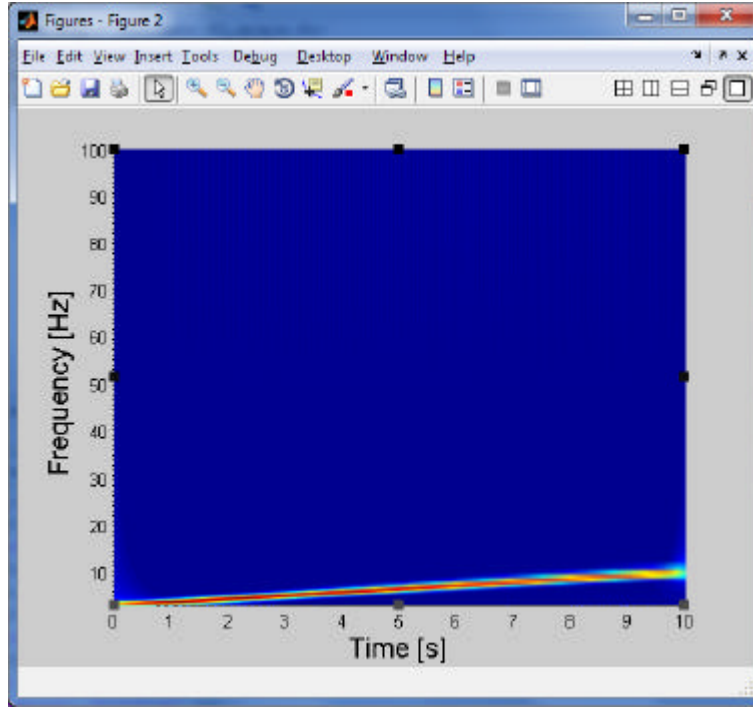 Figures - Figure 2
File Edit View Insert Tools Debug Desktop Window Help
100
90
80
70
60
50
40
30
20
10
Frequency [Hz]
0 1 2 3 4 5 6 7 8 9 10
Time [s]